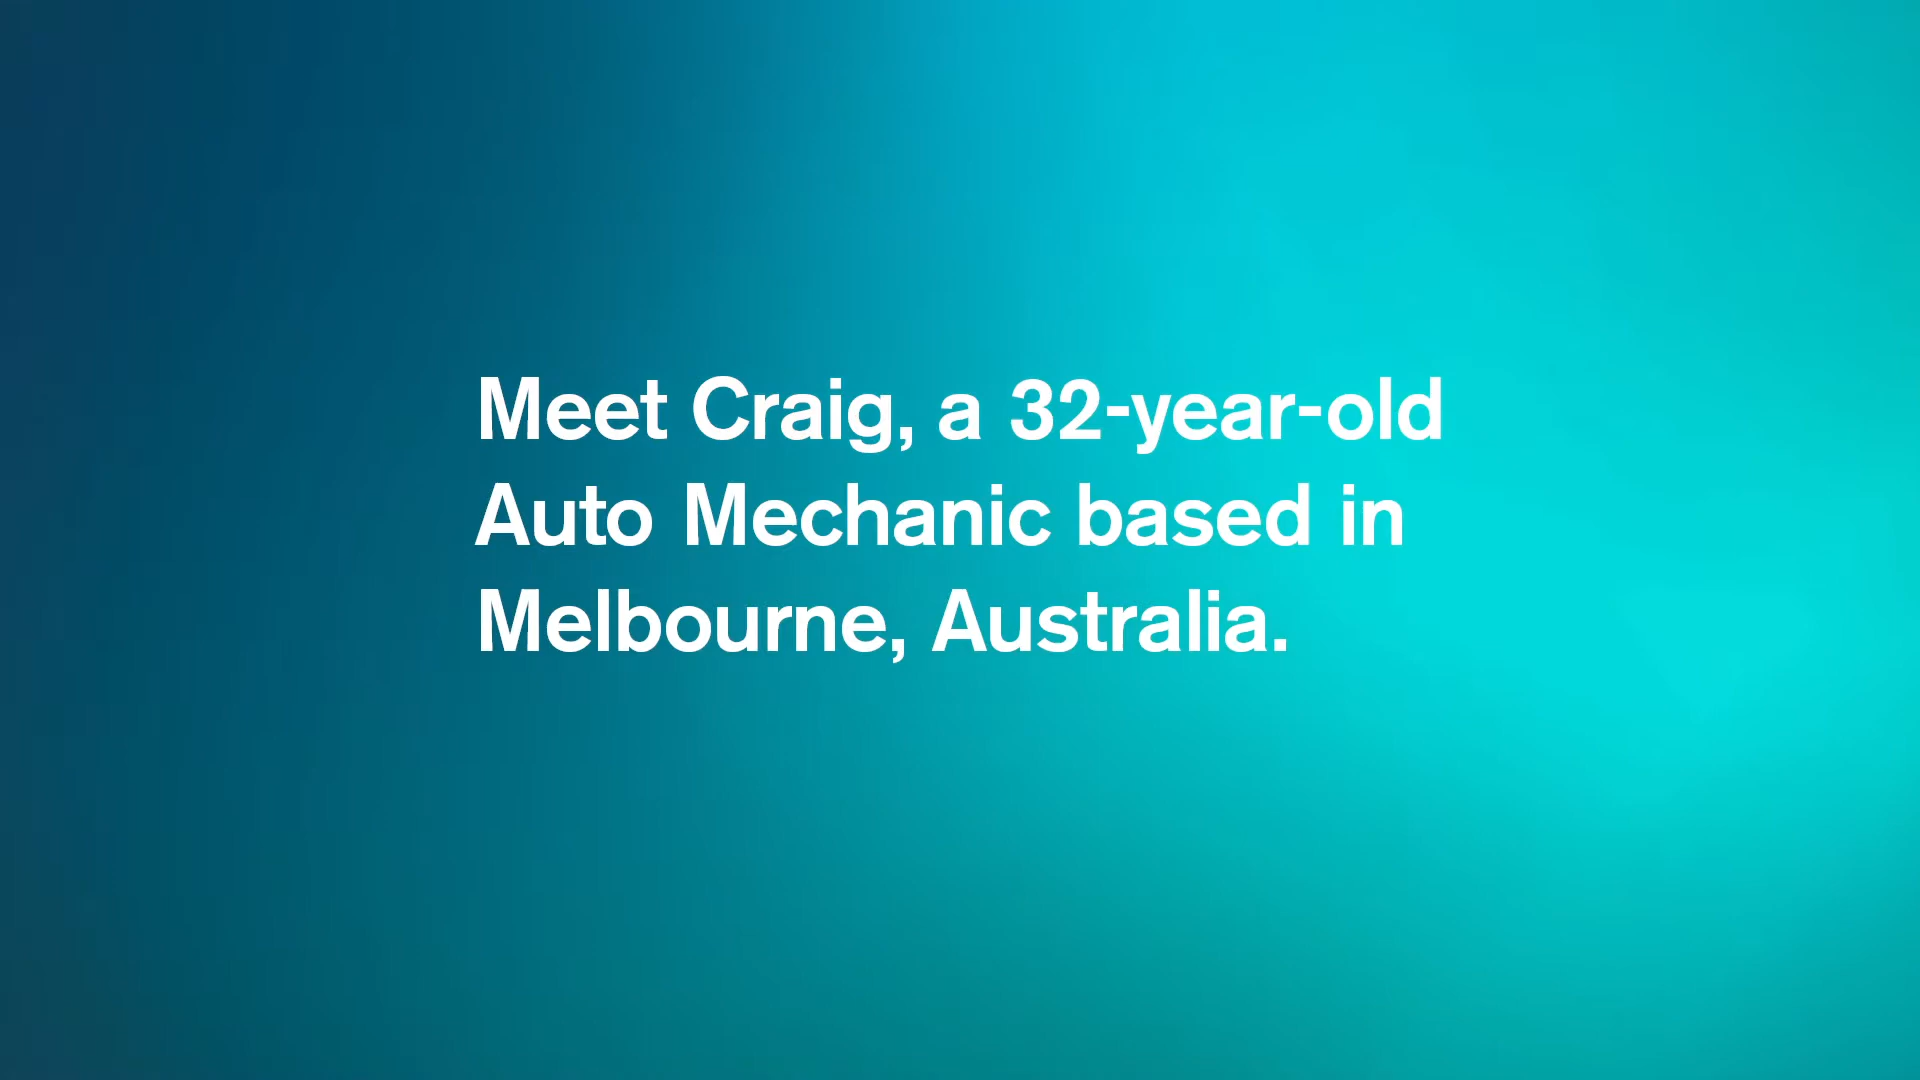 Meet Craig, a 32-year-old
Auto Mechanic based in
Melbourne, Australia.